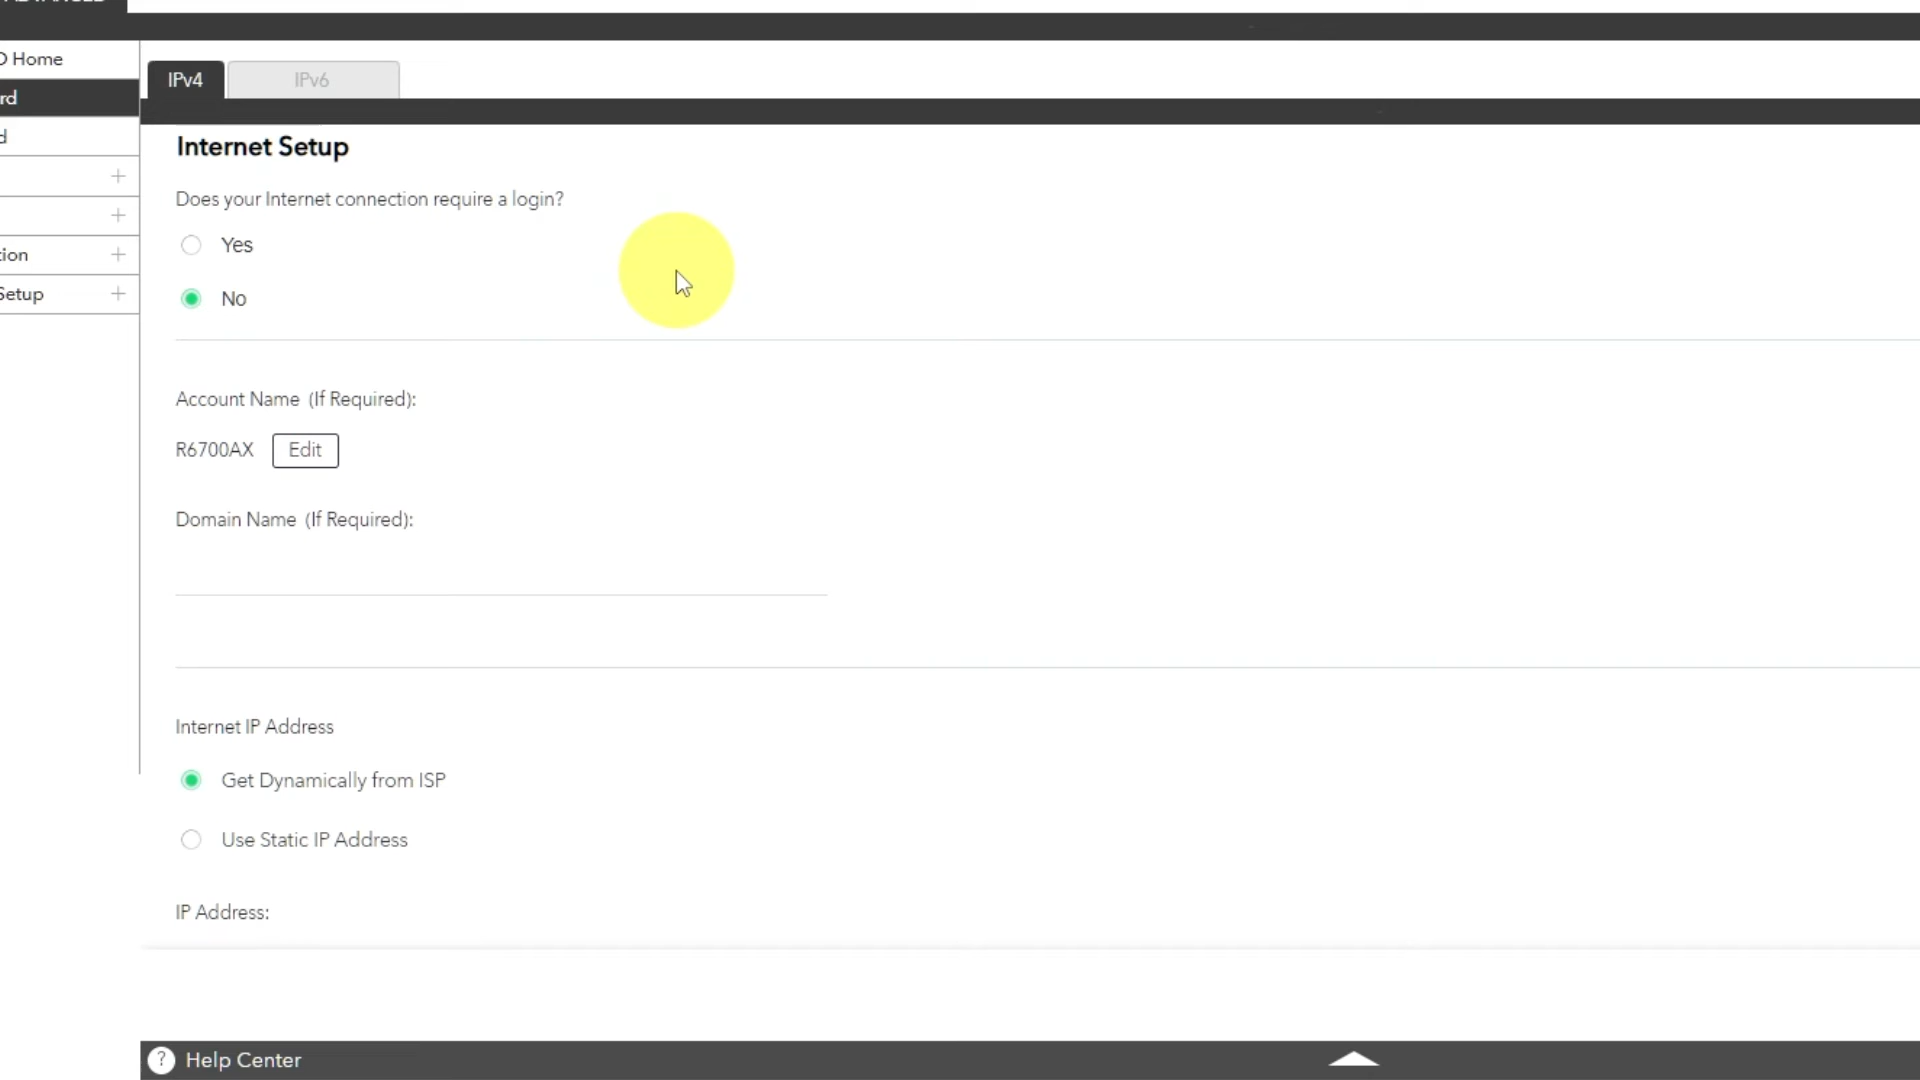 Home
IPv4
IPv6
Internet Setup
Does your Internet connection require a login?
Yes
No
Setup
Account Name (If Required):
R6700AX
Edit
Domain Name (If Required):
Internet IP Address
Get Dynamically from ISP
Use Static IP Address
IP Address:
? Help Center